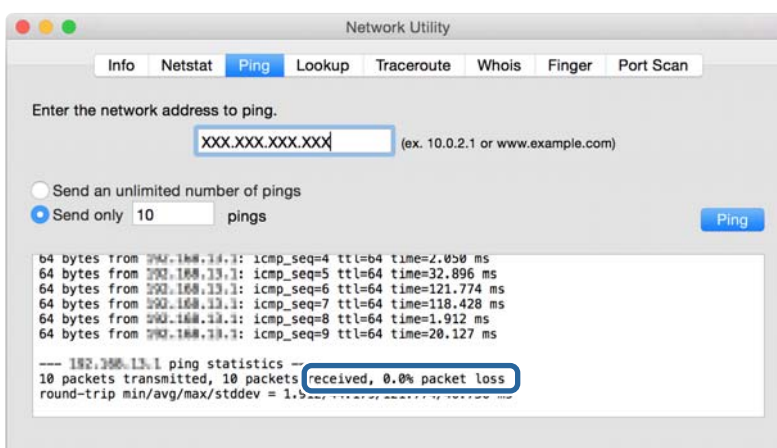 Network Utility
Info Netstat Ping Lookup Traceroute Whois Finger Port Scan
Enter the network address to ping.
XXX.XXX.XXX.XXX (ex. 10.0.2.1 or www.example.com)
Send an unlimited number of pings
Send only 10 pings
Ping
64 bytes from : icmp_seq=4 ttl=64 time=2.050 ms
64 bytes from : icmp_seq=5 ttl=64 time=32.896 ms
64 bytes from : icmp_seq=6 ttl=64 time=121.774 ms
64 bytes from : icmp_seq=7 ttl=64 time=118.428 ms
64 bytes from : icmp_seq=8 ttl=64 time=1.912 ms
64 bytes from : icmp_seq=9 ttl=64 time=20.127 ms
--- ping statistics ---
10 packets transmitted, 10 packets received, 0.0% packet loss
round-trip min/avg/max/stddev = ms